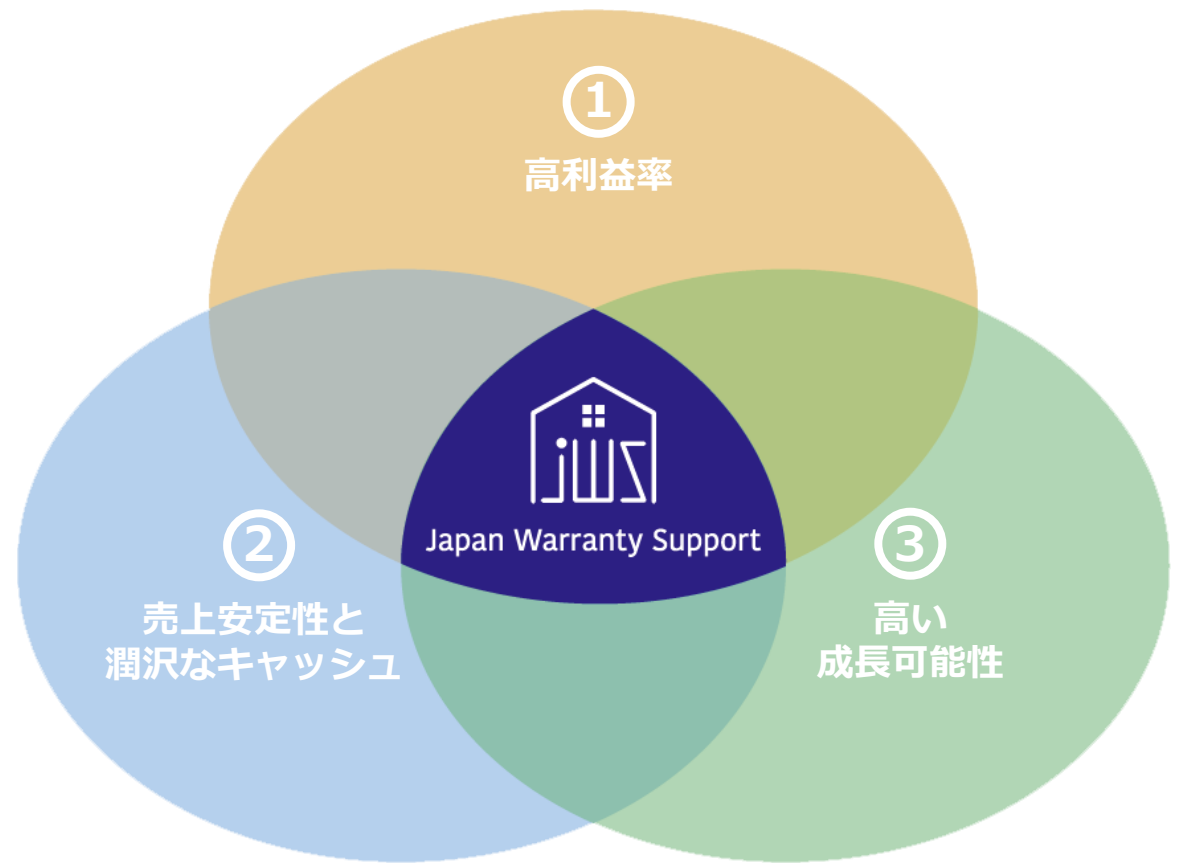 ①
高利益率
jws
Japan Warranty Support
②
売上安定性と
潤沢なキャッシュ
③
高い
成長可能性